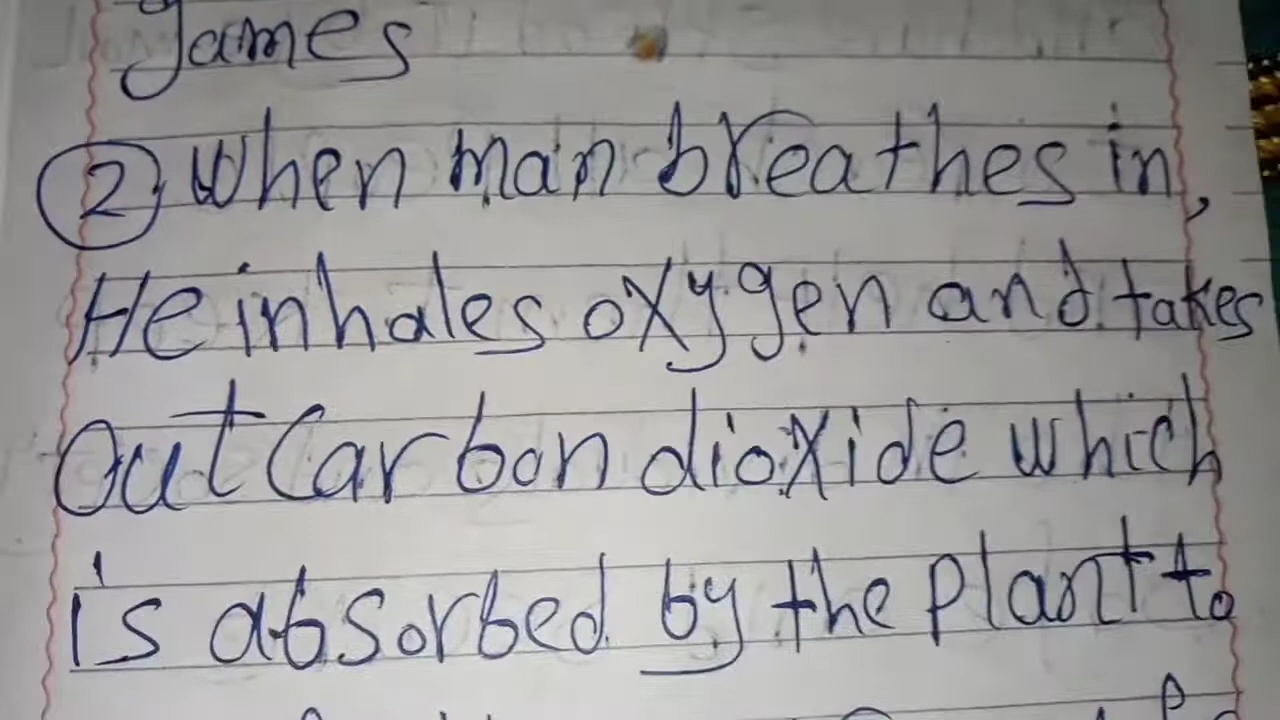 games
2, When man breathes in,
He inhales oxygen and takes
Out Carbon dioxide which
is absorbed by the plant to